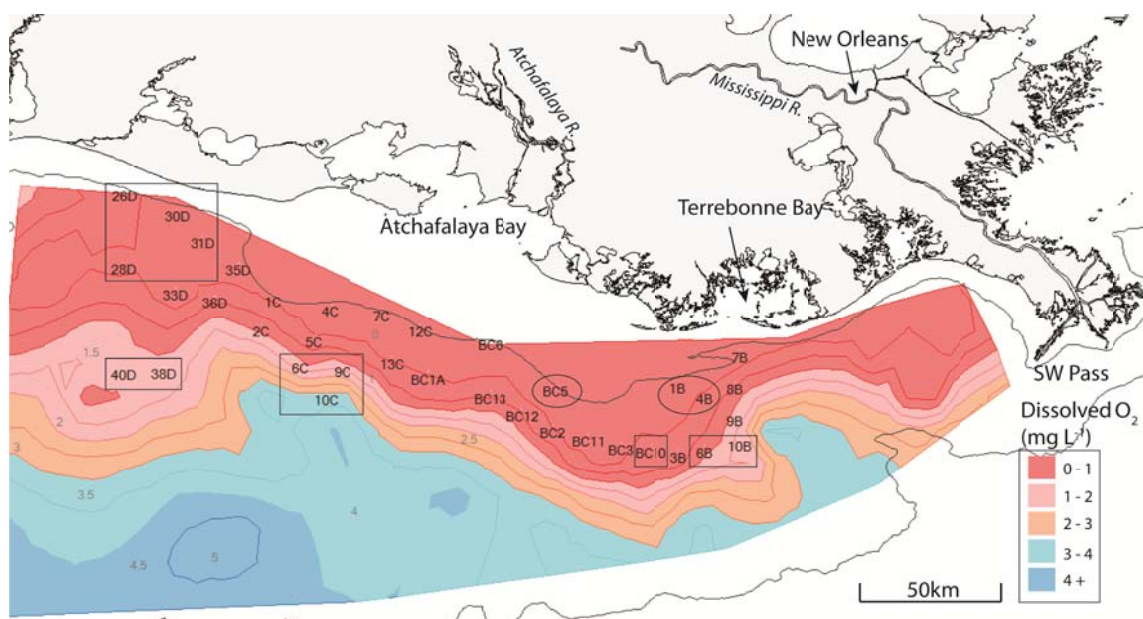 New Orleans
Atchafalaya R.
Mississippi R.
26D
30D
31D
28D
35D
33D
36D
Atchafalaya Bay
Terrebonne Bay
1C
4C
7C
12C
2C
5C
6
BC6
1.5
40D
38D
6C
9C
1
10C
13C
BC1A
BC5
1B
4B
7B
8B
9B
10B
SW Pass
BC12
BC2
BC11
BC3
BC10
3B
6B
2
2.5
3
3.5
4
4.5
5
Dissolved O2
(mg L-1)
0 - 1
1 - 2
2 - 3
3 - 4
4 +
50km